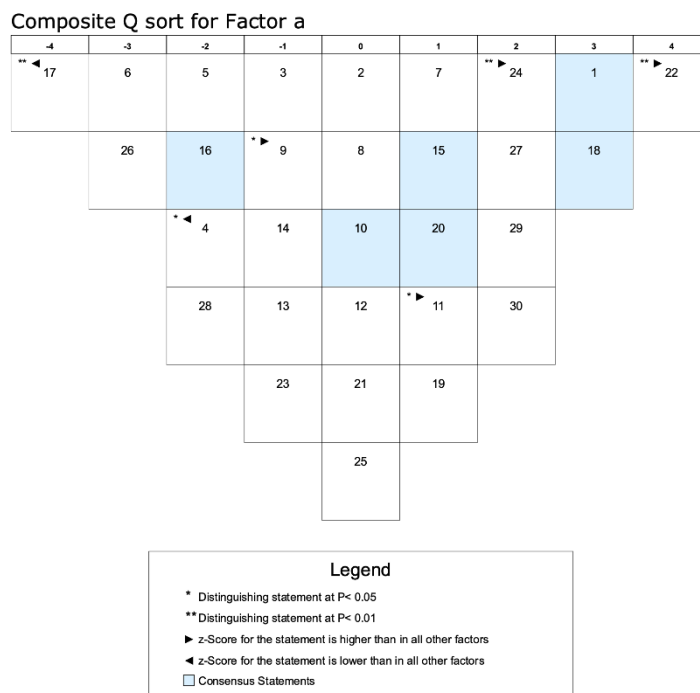 Composite Q sort for Factor a
-4 -3 -2 -1 0 1 2 3 4
** ◄ 17 6 5 3 2 7 ** ► 24 1 ** ► 22
26 16 * ► 9 8 15 27 18
* ◄ 4 14 10 20 29
28 13 12 * ► 11 30
23 21 19
25
Legend
* Distinguishing statement at P< 0.05
** Distinguishing statement at P< 0.01
► z-Score for the statement is higher than in all other factors
◄ z-Score for the statement is lower than in all other factors
Consensus Statements